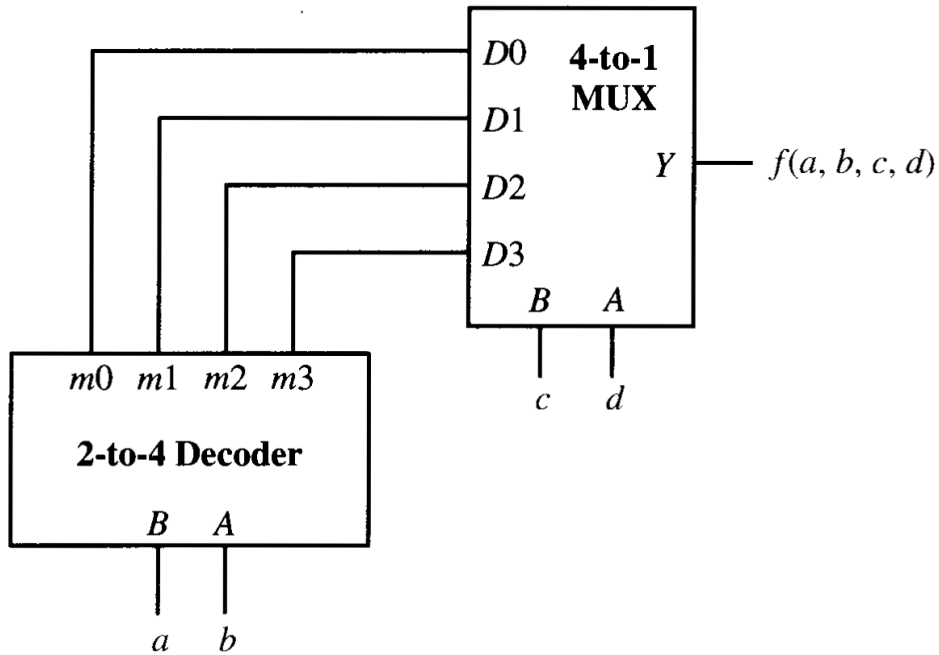 D0 4-to-1
MUX
D1
Y f(a, b, c, d)
D2
D3
B A
c d
m0 m1 m2 m3
2-to-4 Decoder
B A
a b